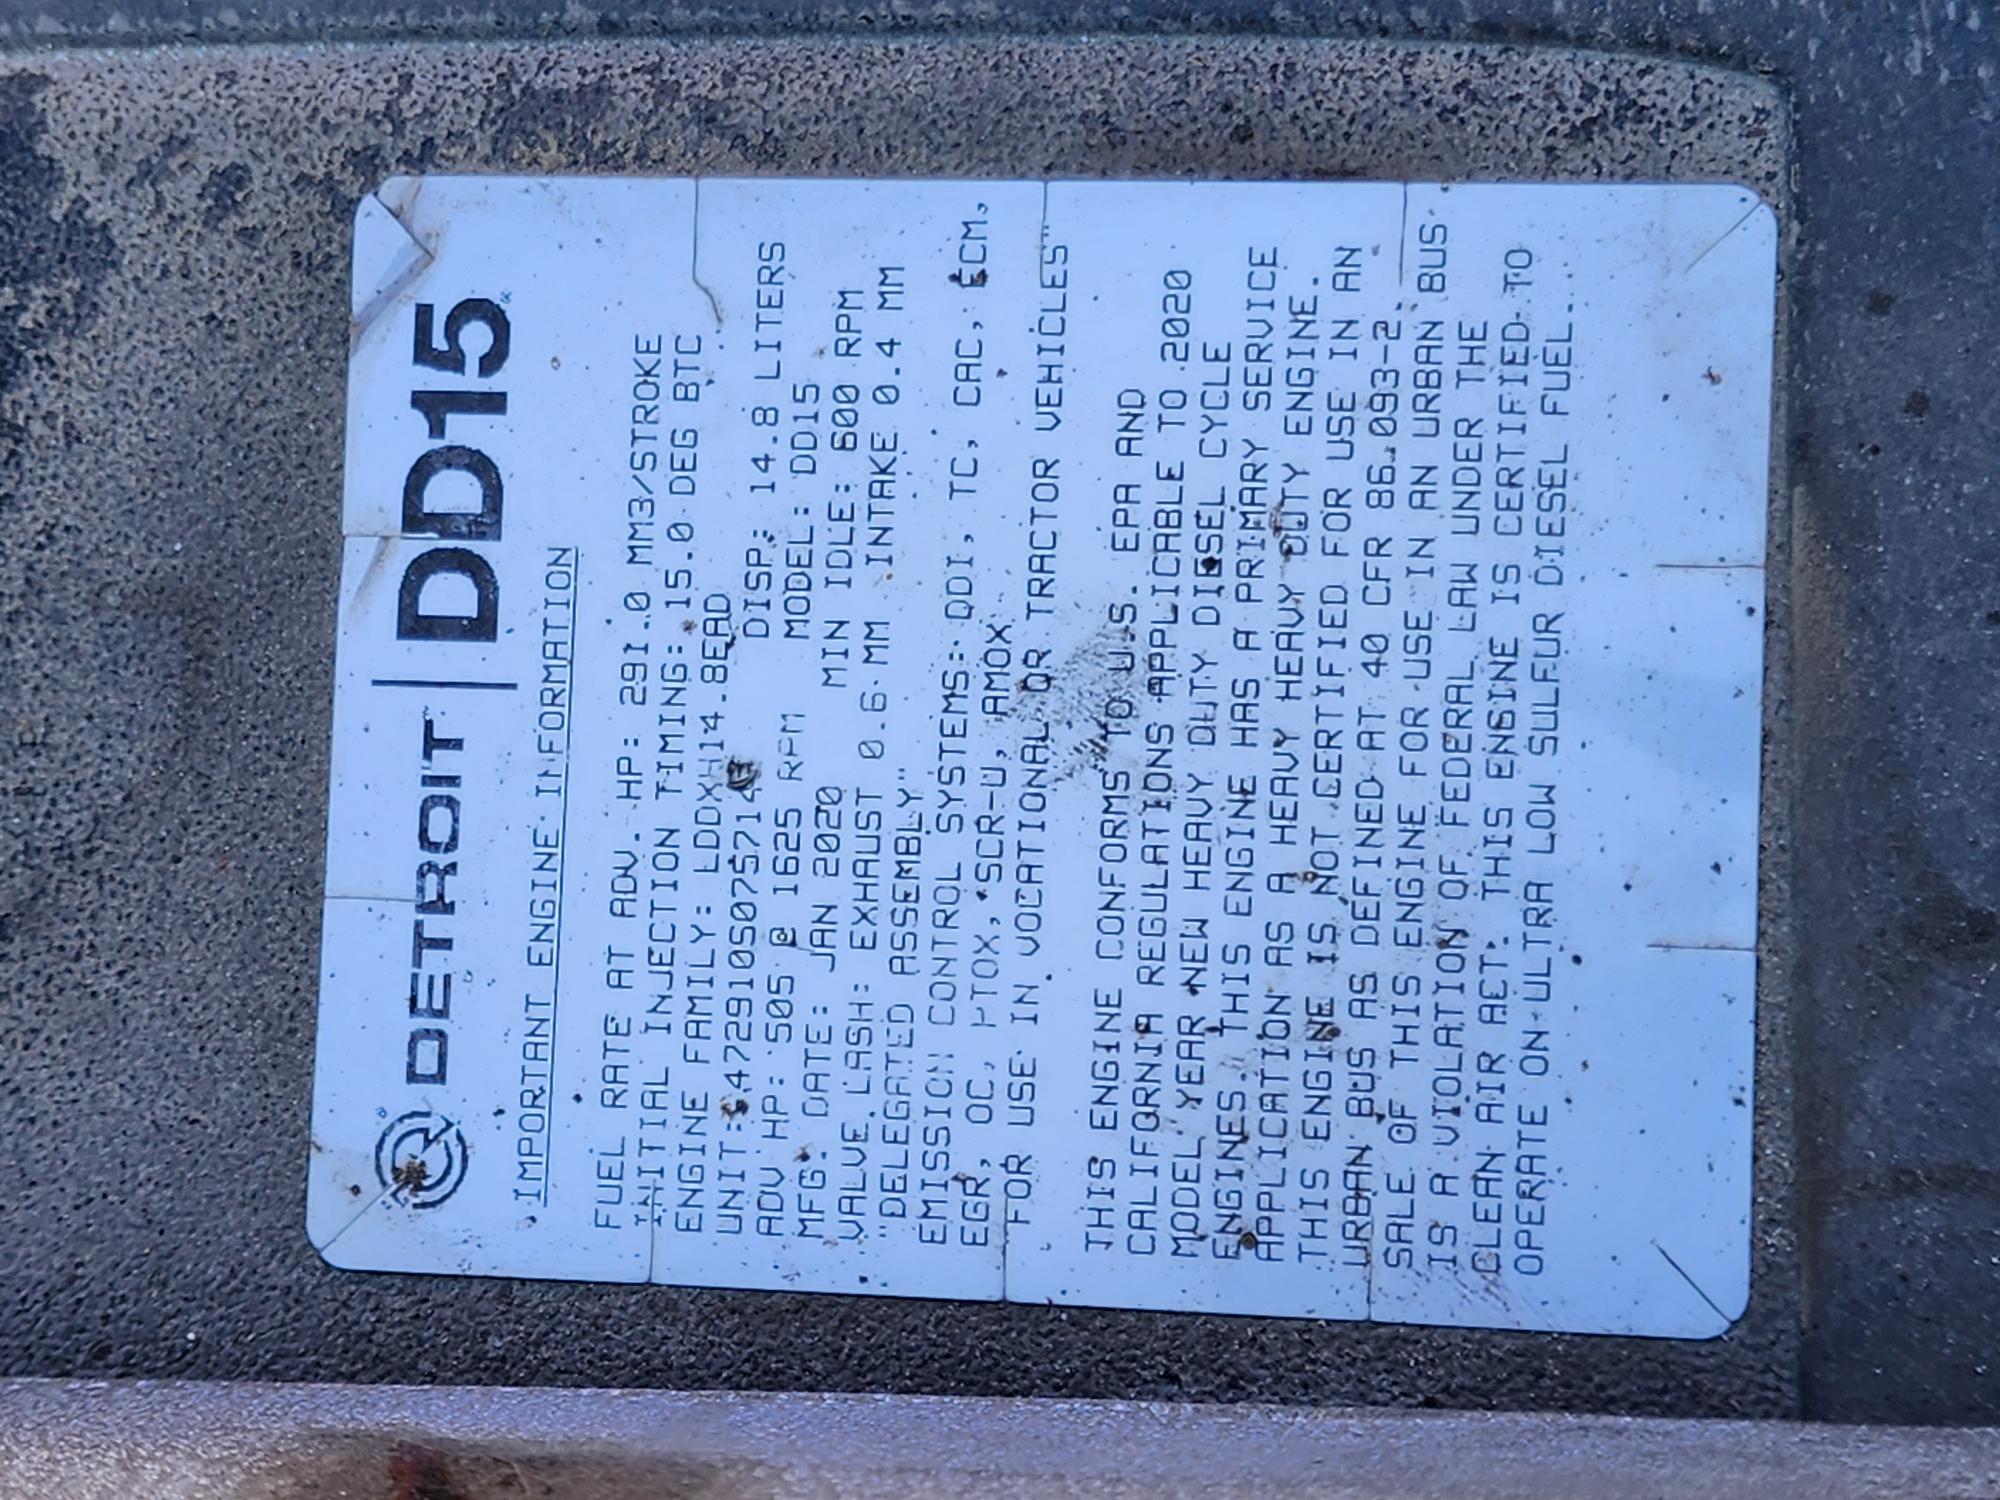 DETROIT DD15
IMPORTANT ENGINE INFORMATION
FUEL RATE AT ADV. HP: 291.0 MM3/STROKE
INITIAL INJECTION TIMING: 15.0 DEG BTC
ENGINE FAMILY: LDDXH14.8EAD
UNIT: DISP: 14.8 LITERS
ADV HP: 505 @ 1625 RPM MODEL: DD15
MFG. DATE: JAN 2020 MIN IDLE: 600 RPM
VALVE LASH: EXHAUST 0.6 MM INTAKE 0.4 MM
"DELEGATED ASSEMBLY"
EMISSION CONTROL SYSTEMS: DDI, TC, CAC, ECM,
EGR, OC, PTOX, SCR-U, AMOX
FOR USE IN VOCATIONAL OR TRACTOR VEHICLES"
THIS ENGINE CONFORMS TO U.S. EPA AND
CALIFORNIA REGULATIONS APPLICABLE TO 2020
MODEL YEAR NEW HEAVY DUTY DIESEL CYCLE
ENGINES. THIS ENGINE HAS A PRIMARY SERVICE
APPLICATION AS A HEAVY HEAVY DUTY ENGINE.
THIS ENGINE IS NOT CERTIFIED FOR USE IN AN
URBAN BUS AS DEFINED AT 40 CFR 86.093-2.
SALE OF THIS ENGINE FOR USE IN AN URBAN BUS
IS A VIOLATION OF FEDERAL LAW UNDER THE
CLEAN AIR ACT. THIS ENGINE IS CERTIFIED TO
OPERATE ON ULTRA LOW SULFUR DIESEL FUEL.